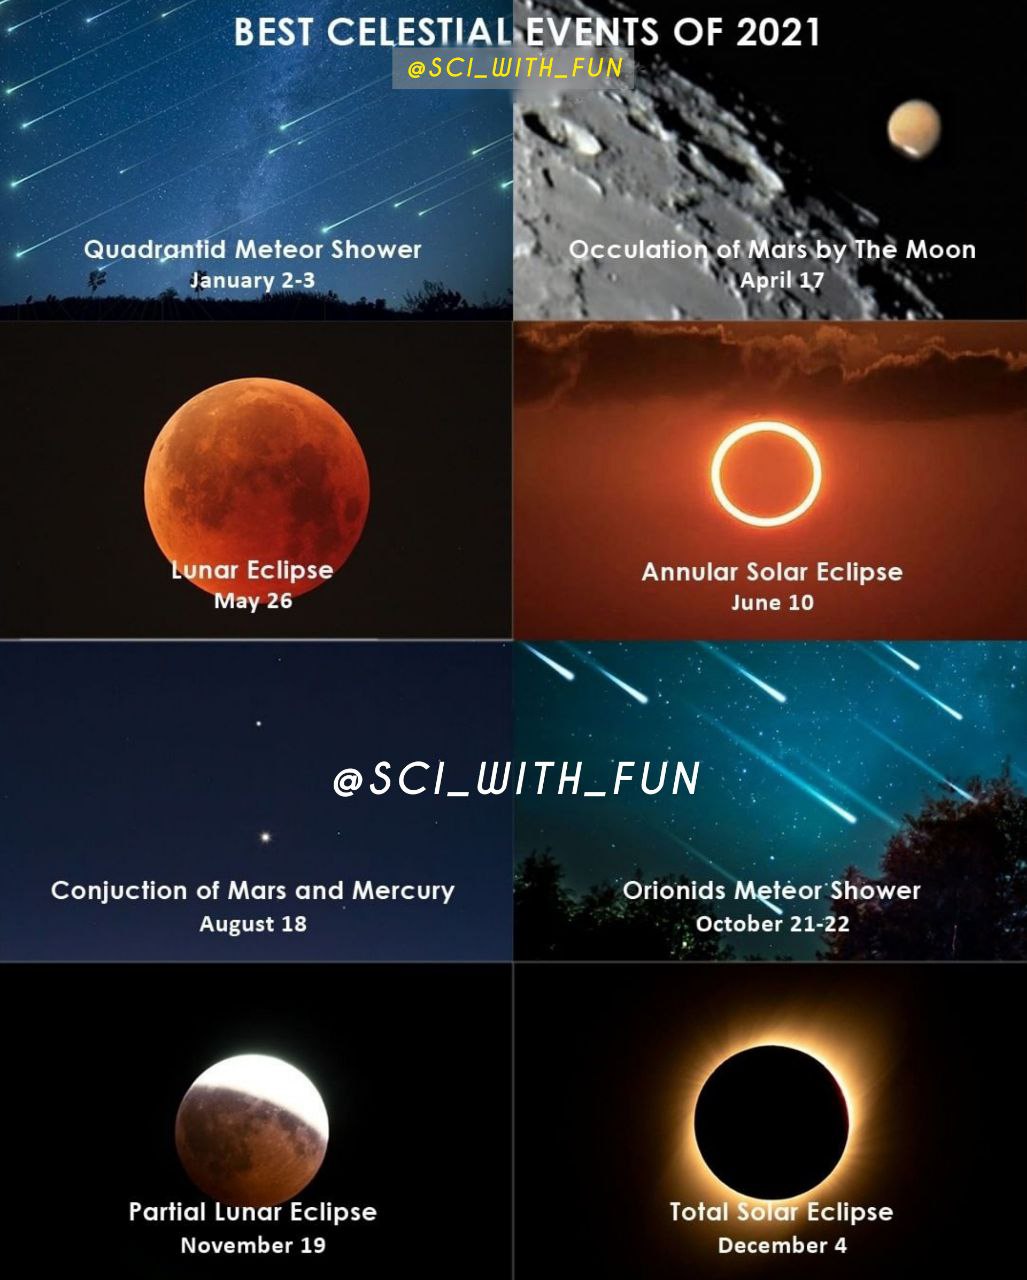 BEST CELESTIAL EVENTS OF 2021
@SCI_WITH_FUN
Quadrantid Meteor Shower
January 2-3
Occulation of Mars by The Moon
April 17
Lunar Eclipse
May 26
Annular Solar Eclipse
June 10
@SCI_WITH_FUN
Conjuction of Mars and Mercury
August 18
Orionids Meteor Shower
October 21-22
Partial Lunar Eclipse
November 19
Total Solar Eclipse
December 4